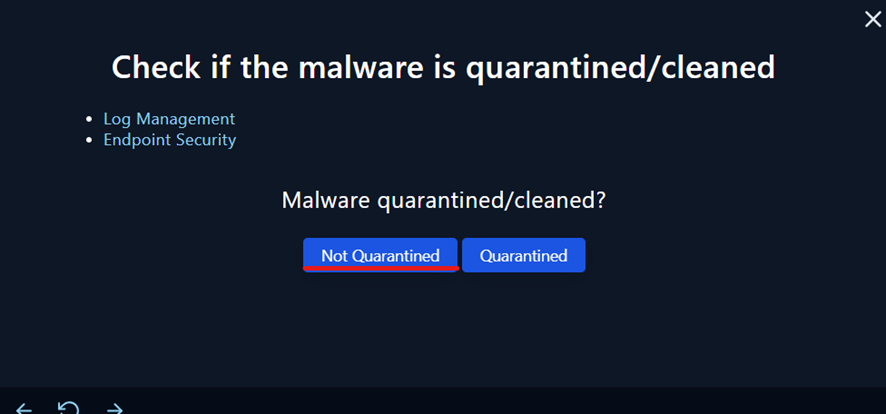 Check if the malware is quarantined/cleaned
Log Management
Endpoint Security
Malware quarantined/cleaned?
Not Quarantined
Quarantined